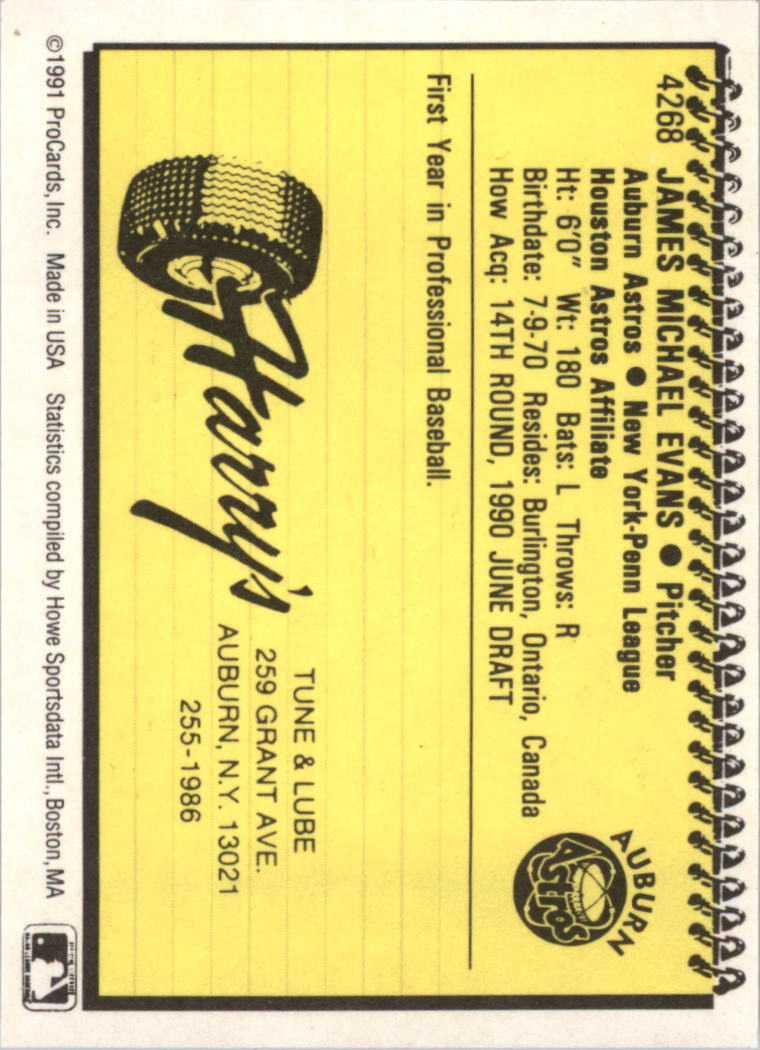 4268 JAMES MICHAEL EVANS ● Pitcher
Auburn Astros ● New York-Penn League
Houston Astros Affiliate
Ht: 6'0" Wt: 180 Bats: L Throws: R
Birthdate: 7-9-70 Resides: Burlington, Ontario, Canada
How Acq: 14TH ROUND, 1990 JUNE DRAFT
AUBURN
Astros
First Year in Professional Baseball.
Harry's
TUNE & LUBE
259 GRANT AVE.
AUBURN, N.Y. 13021
255-1986
©1991 ProCards, Inc. Made in USA Statistics compiled by Howe Sportsdata Intl., Boston, MA